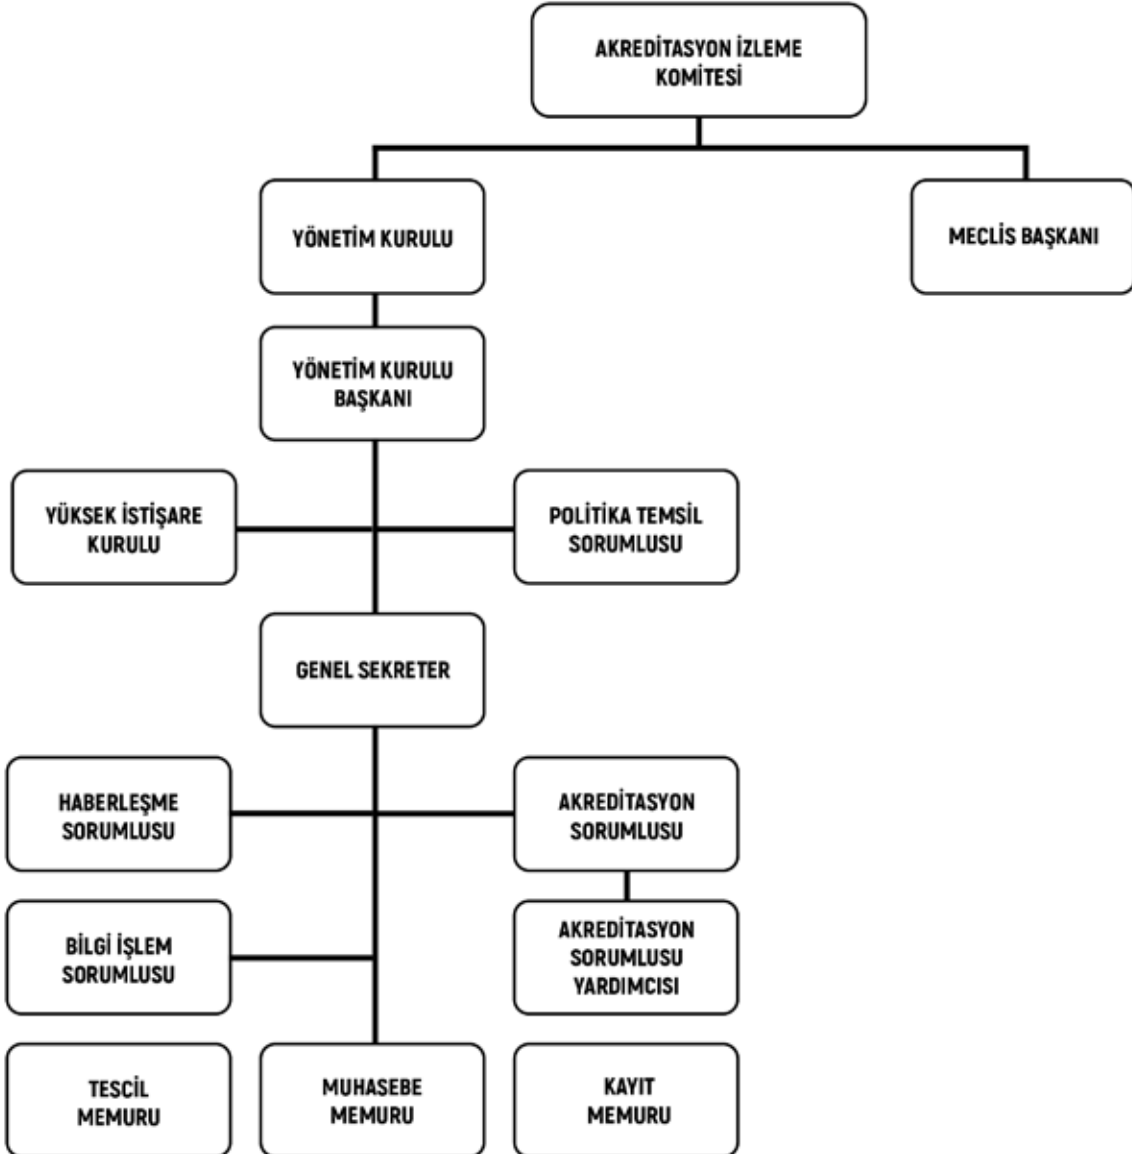 AKREDİTASYON İZLEME
KOMİTESİ
YÖNETİM KURULU
MECLİS BAŞKANI
YÖNETİM KURULU
BAŞKANI
YÜKSEK İSTİŞARE
KURULU
POLİTİKA TEMSİL
SORUMLUSU
GENEL SEKRETER
HABERLEŞME
SORUMLUSU
AKREDİTASYON
SORUMLUSU
BİLGİ İŞLEM
SORUMLUSU
AKREDİTASYON
SORUMLUSU
YARDIMCISI
TESCİL
MEMURU
MUHASEBE
MEMURU
KAYIT
MEMURU